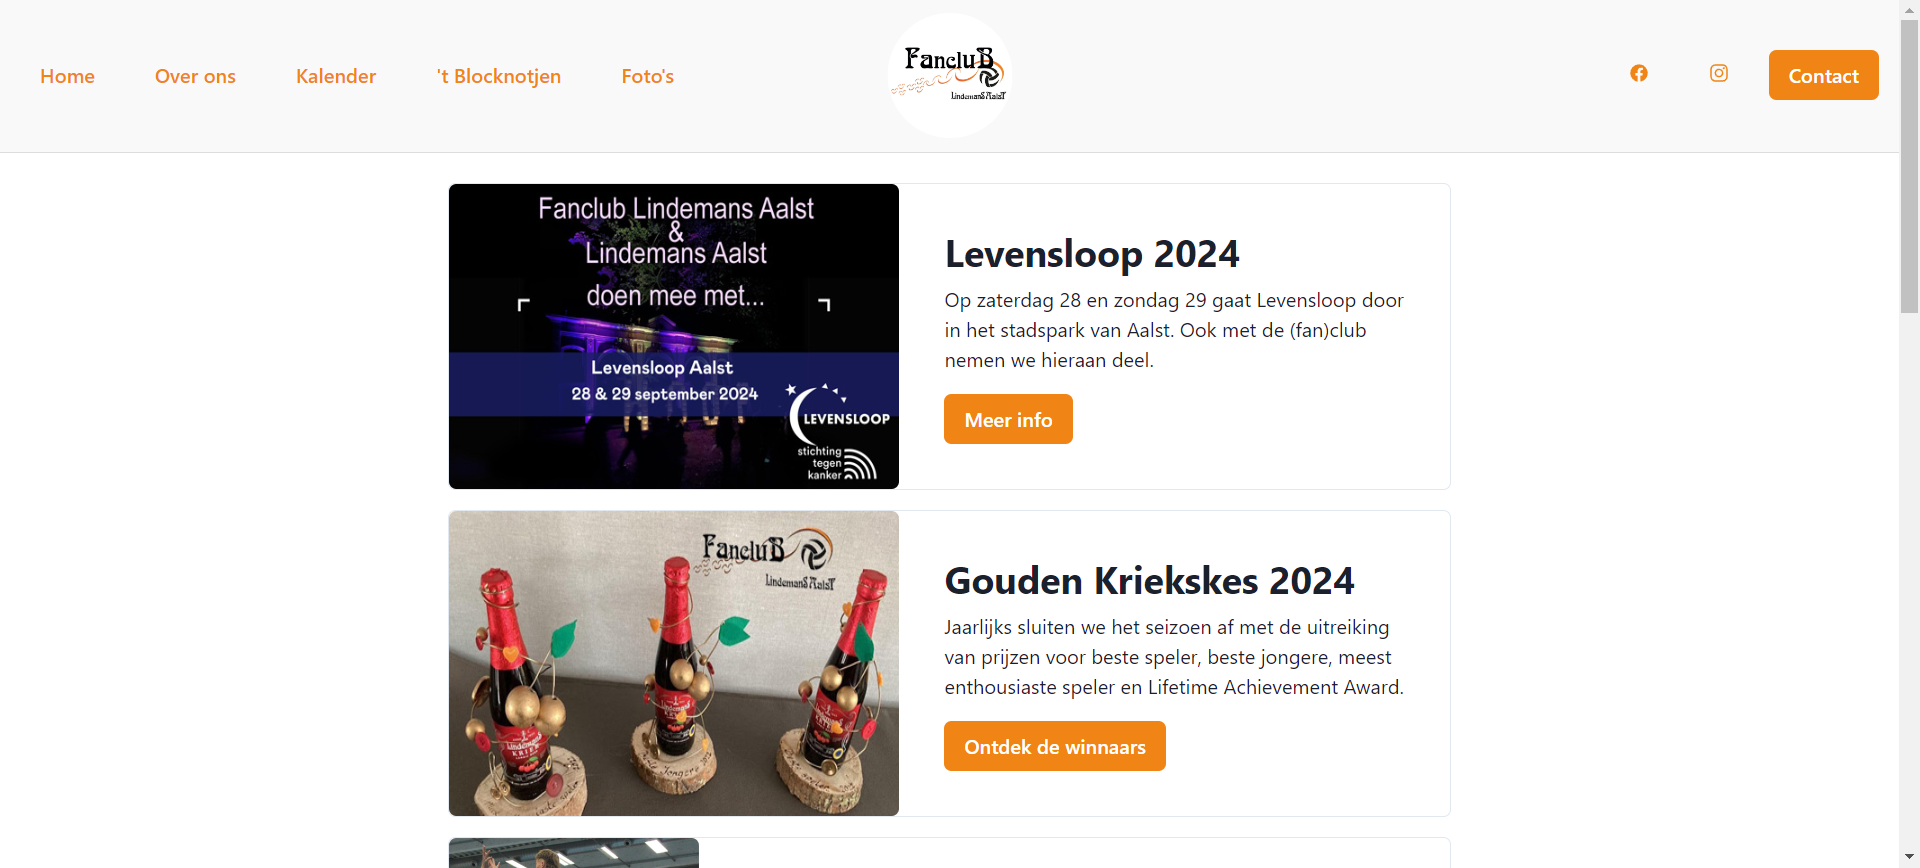 Home
Over ons
Kalender
't Blocknotjen
Foto's
FancluB
LindemanS AalsT
Contact
Fanclub Lindemans Aalst
&
Lindemans Aalst
doen mee met...
Levensloop Aalst
28 & 29 september 2024
LEVENSLOOP
stichting
tegen
kanker
Levensloop 2024
Op zaterdag 28 en zondag 29 gaat Levensloop door
in het stadspark van Aalst. Ook met de (fan)club
nemen we hieraan deel.
Meer info
FancluB
LindemanS AalsT
Lindemans
KRIEK
Gouden Kriekskes 2024
Jaarlijks sluiten we het seizoen af met de uitreiking
van prijzen voor beste speler, beste jongere, meest
enthousiaste speler en Lifetime Achievement Award.
Ontdek de winnaars